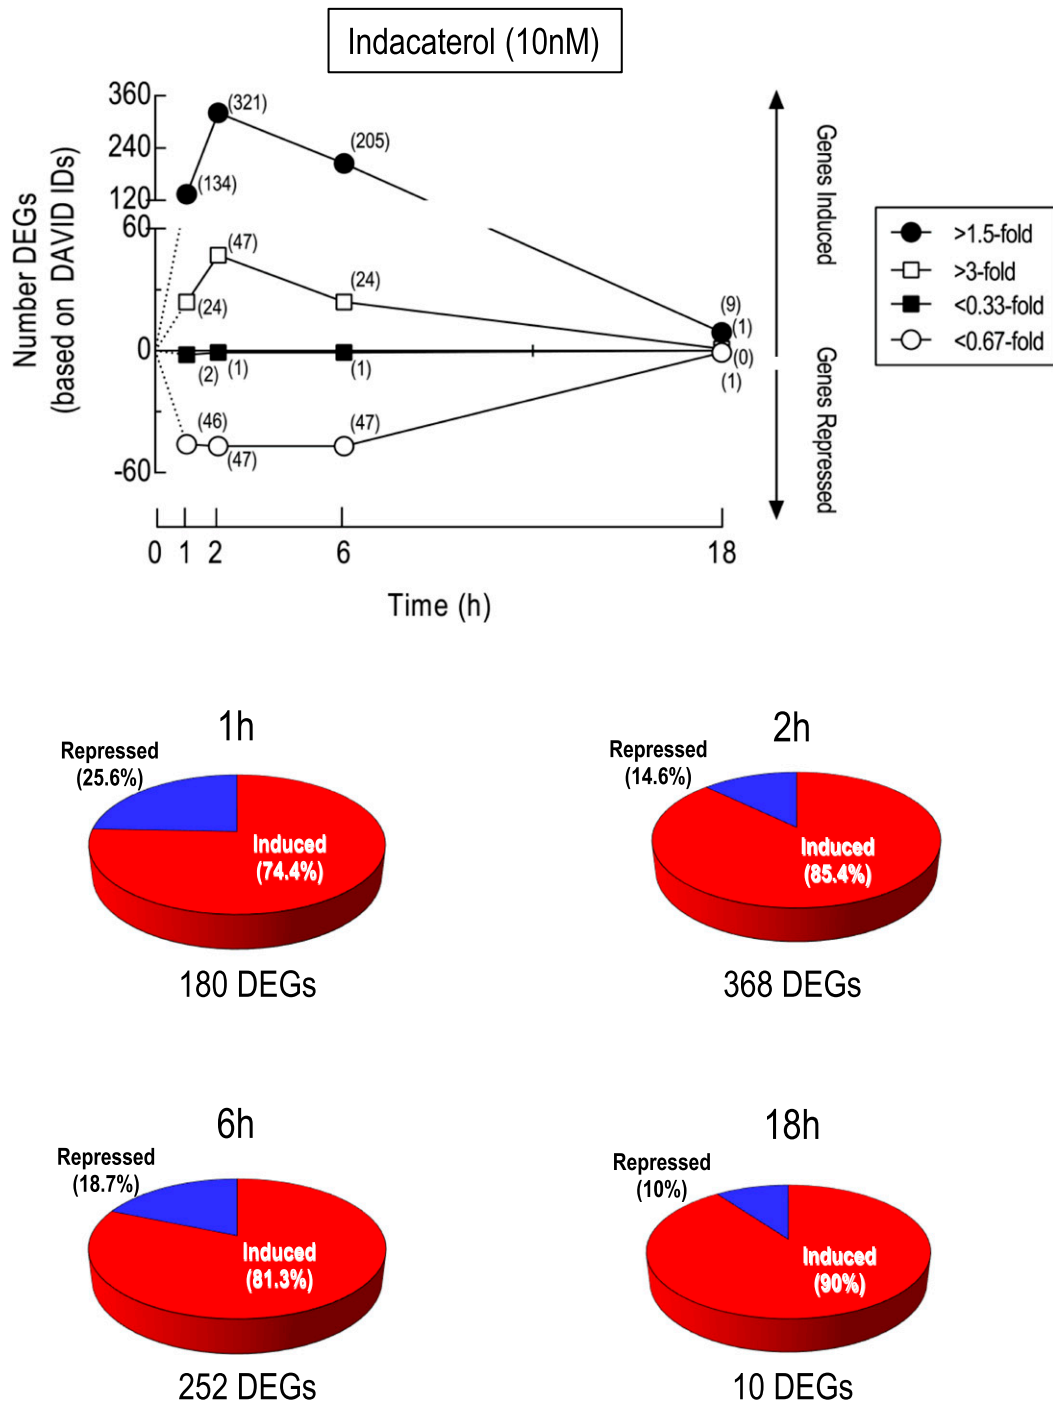 Indacaterol (10nM)
Number DEGs
(based on DAVID IDs)
360
240
120
60
0
-60
(134)
(321)
(205)
(9)
(24)
(47)
(24)
(1)
(2)
(1)
(1)
(0)
(46)
(47)
(47)
(1)
0 1 2 6 18
Time (h)
Genes Induced
Genes Repressed
>1.5-fold
>3-fold
<0.33-fold
<0.67-fold
1h
Repressed
(25.6%)
Induced
(74.4%)
180 DEGs
2h
Repressed
(14.6%)
Induced
(85.4%)
368 DEGs
6h
Repressed
(18.7%)
Induced
(81.3%)
252 DEGs
18h
Repressed
(10%)
Induced
(90%)
10 DEGs